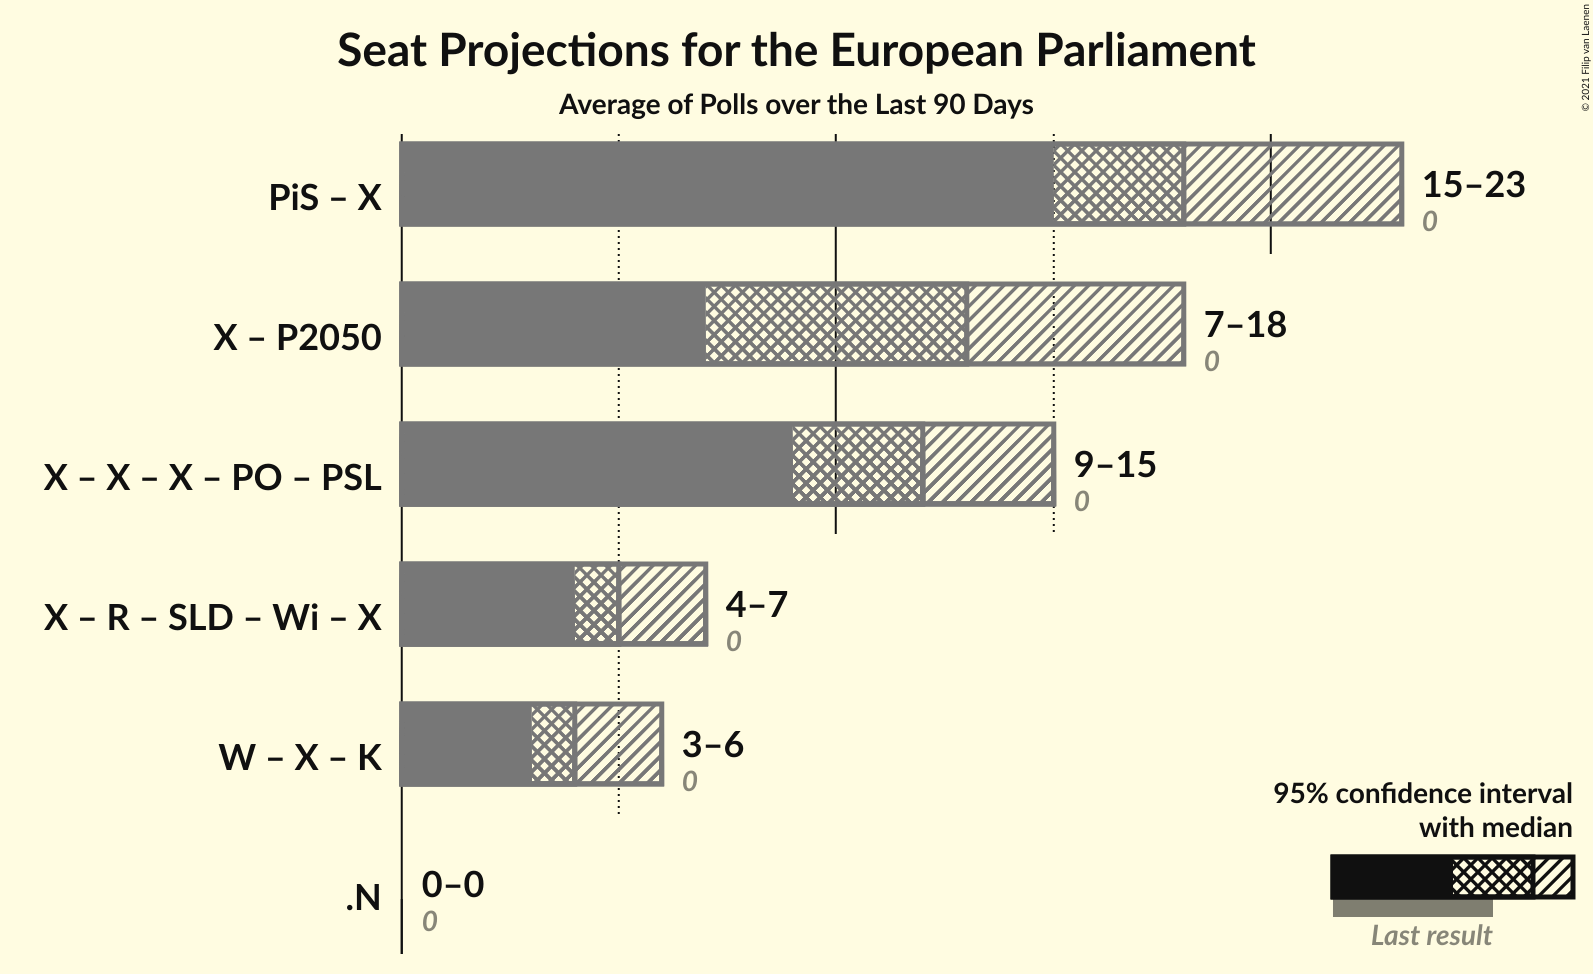 Seat Projections for the European Parliament
Average of Polls over the Last 90 Days
© 2021 Filip van Laenen
PiS – X
15–23
0
X – P2050
7–18
0
X – X – X – PO – PSL
9–15
0
X – R – SLD – Wi – X
4–7
0
W – X – K
3–6
0
.N
0–0
0
95% confidence interval
with median
Last result